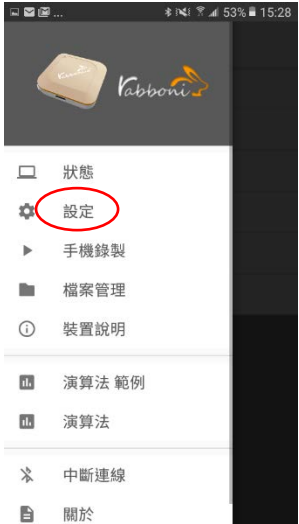 ... 53% 15:28
rabboni
狀態
設定
手機錄製
檔案管理
裝置說明
演算法 範例
演算法
中斷連線
關於